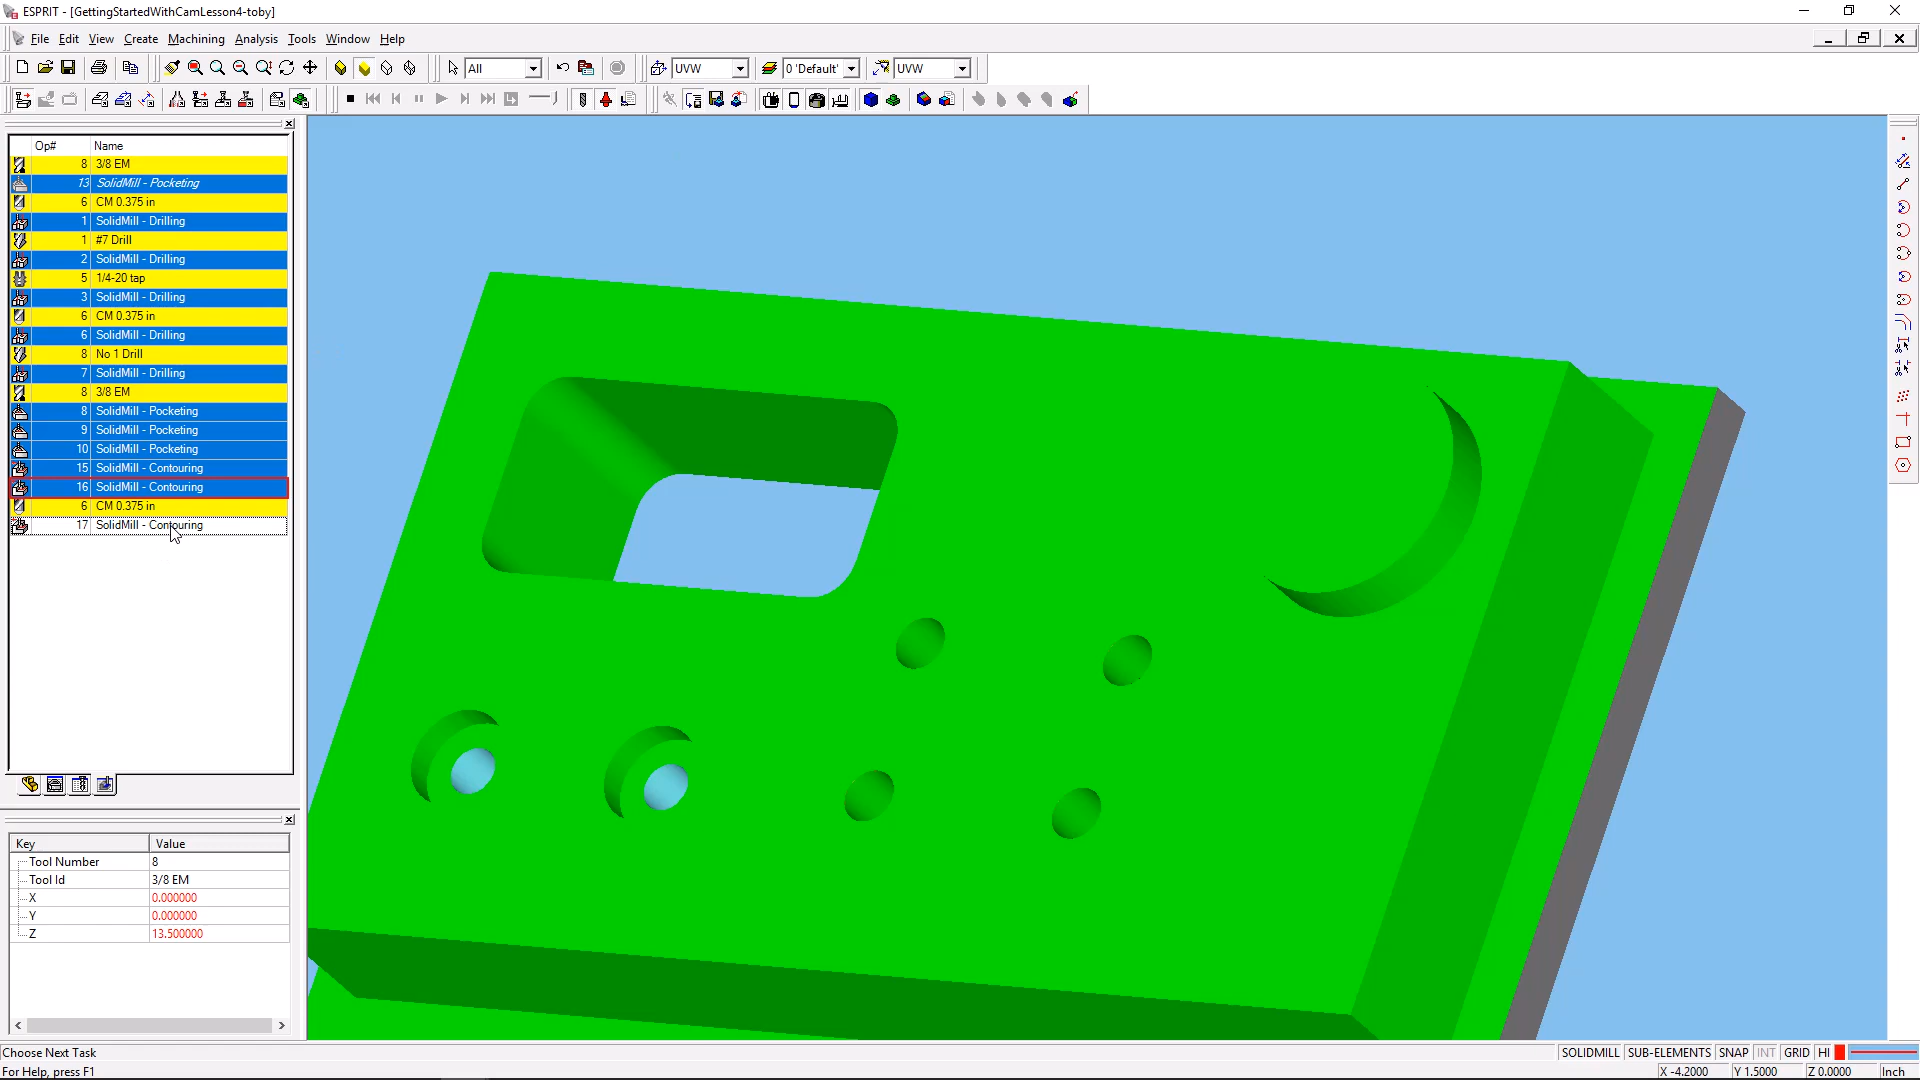 ESPRIT - [GettingStartedWithCamLesson4-toby]
File Edit View Create Machining Analysis Tools Window Help
All UVW 0 'Default' UVW
Op# Name
8 3/8 EM
13 SolidMill - Pocketing
6 CM 0.375 in
1 SolidMill - Drilling
1 #7 Drill
2 SolidMill - Drilling
5 1/4-20 tap
3 SolidMill - Drilling
6 CM 0.375 in
6 SolidMill - Drilling
8 No 1 Drill
7 SolidMill - Drilling
8 3/8 EM
8 SolidMill - Pocketing
9 SolidMill - Pocketing
10 SolidMill - Pocketing
15 SolidMill - Contouring
16 SolidMill - Contouring
6 CM 0.375 in
17 SolidMill - Contouring
Key Value
Tool Number 8
Tool Id 3/8 EM
X 0.000000
Y 0.000000
Z 13.500000
Choose Next Task SOLIDMILL SUB-ELEMENTS SNAP INT GRID HI
For Help, press F1 X -4.2000 Y 1.5000 Z 0.0000 Inch